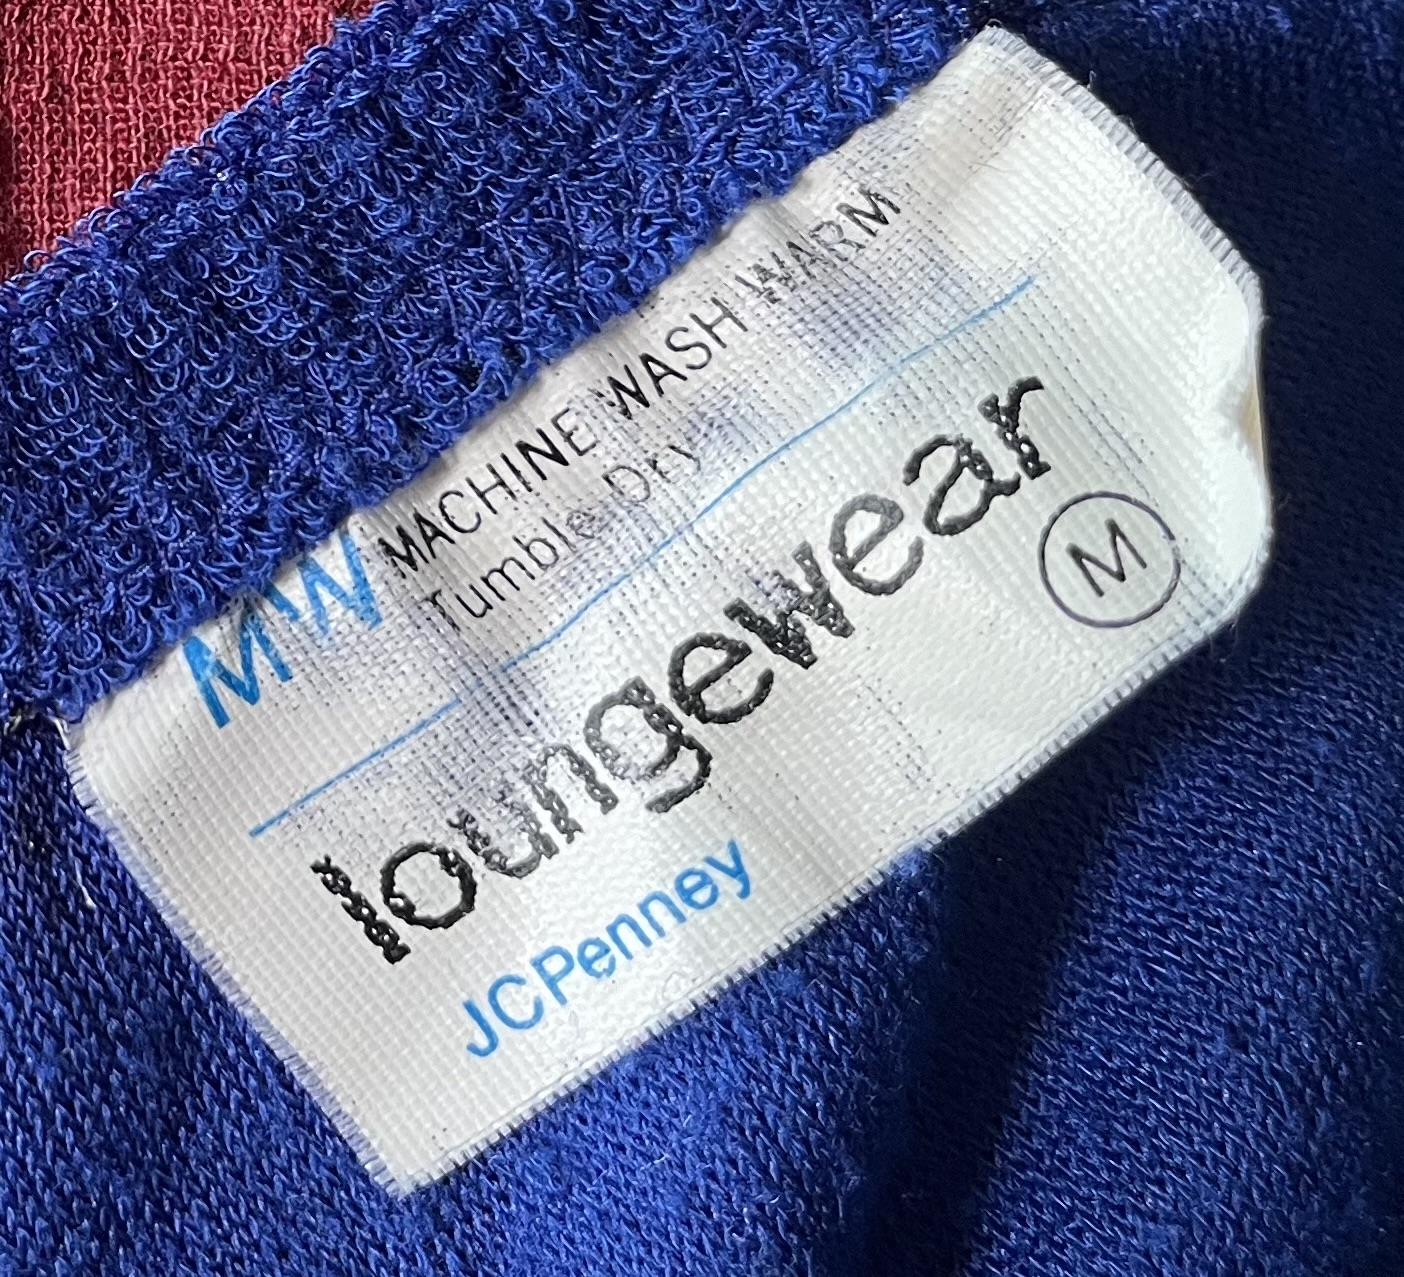 MW MACHINE WASH WARM
Tumble Dry
loungewear
M
JCPenney